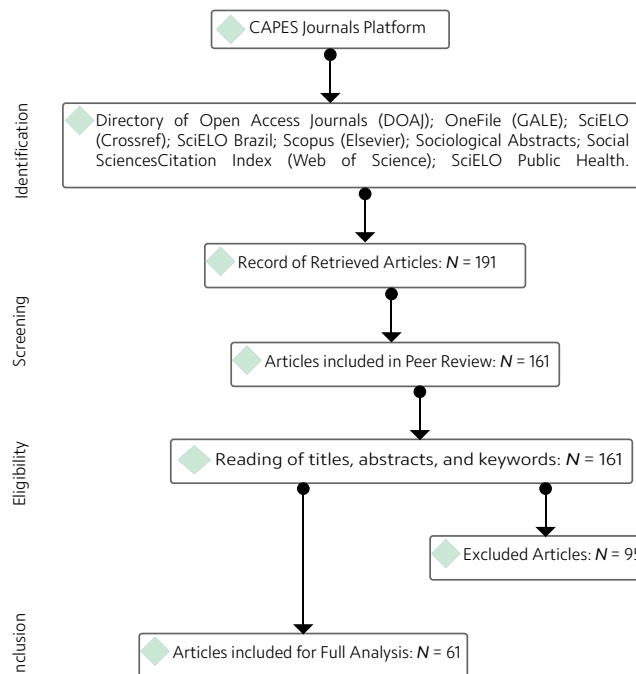 CAPES Journals Platform
Identification
Directory of Open Access Journals (DOAJ); OneFile (GALE); SciELO
(Crossref); SciELO Brazil; Scopus (Elsevier); Sociological Abstracts; Social
SciencesCitation Index (Web of Science); SciELO Public Health.
Record of Retrieved Articles: N = 191
Screening
Articles included in Peer Review: N = 161
Eligibility
Reading of titles, abstracts, and keywords: N = 161
Excluded Articles: N = 95
nclusion
Articles included for Full Analysis: N = 61